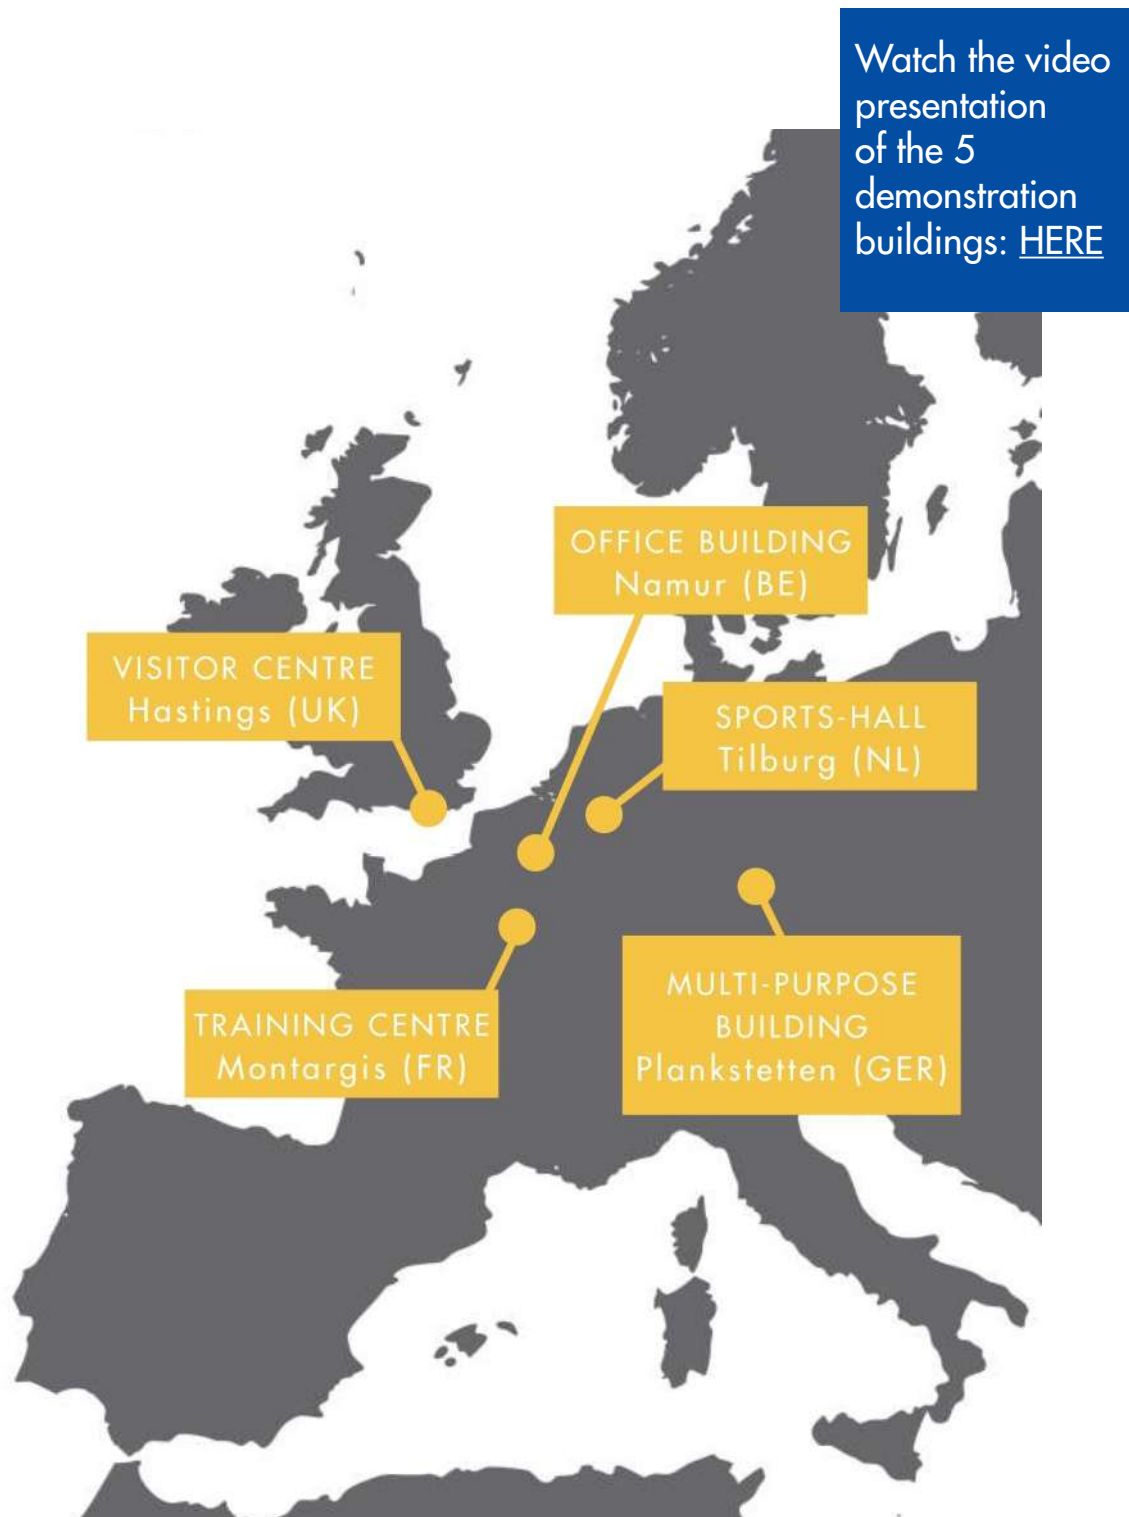 Watch the video
presentation
of the 5
demonstration
buildings: HERE
OFFICE BUILDING
Namur (BE)
VISITOR CENTRE
Hastings (UK)
SPORTS-HALL
Tilburg (NL)
MULTI-PURPOSE
BUILDING
Plankstetten (GER)
TRAINING CENTRE
Montargis (FR)